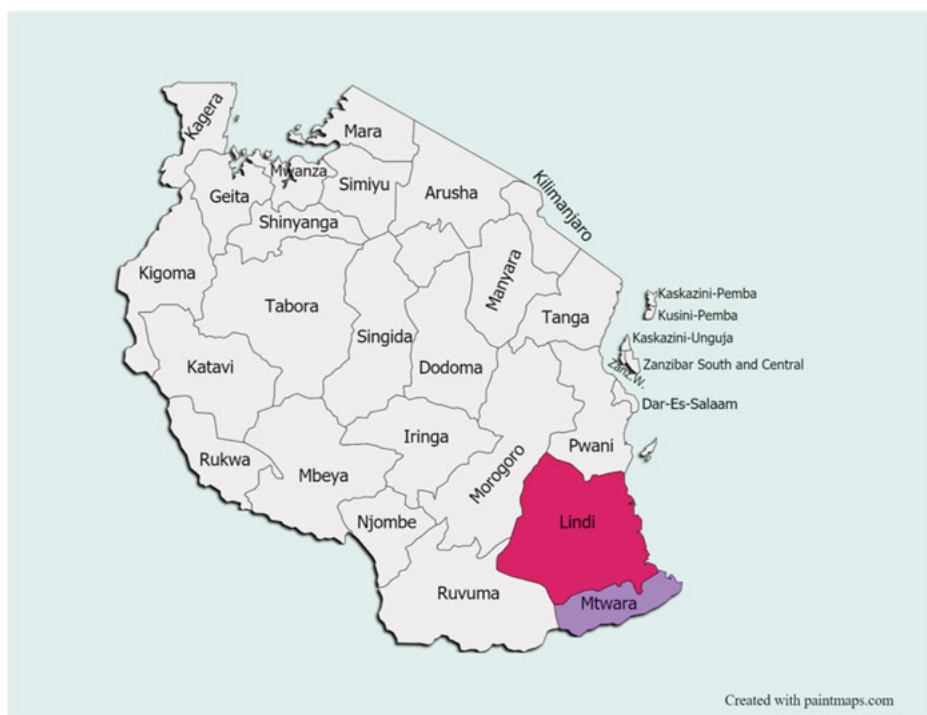 Kagera
Mara
Mwanza
Simiyu
Geita
Arusha
Kilimanjaro
Shinyanga
Kigoma
Manyara
Tabora
Singida
Tanga
Kaskazini-Pemba
Kusini-Pemba
Kaskazini-Unguja
Katavi
Dodoma
Zanzibar South and Central
Zanz.W.
Dar-Es-Salaam
Iringa
Pwani
Rukwa
Mbeya
Morogoro
Njombe
Lindi
Ruvuma
Mtwara
Created with paintmaps.com